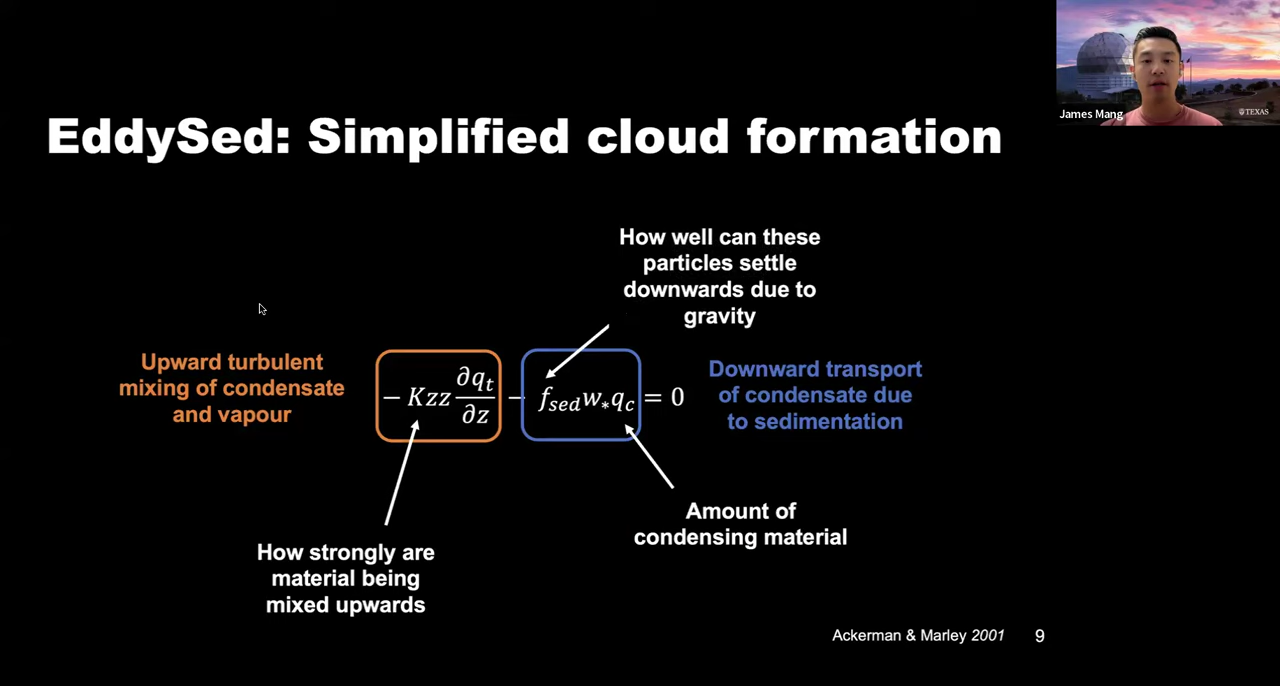 James Mang
TEXAS
EddySed: Simplified cloud formation
How well can these
particles settle
downwards due to
gravity
Upward turbulent
mixing of condensate
and vapour
− Kzz ∂q_t/∂z − f_sed w_* q_c = 0
Downward transport
of condensate due
to sedimentation
Amount of
condensing material
How strongly are
material being
mixed upwards
Ackerman & Marley 2001
9